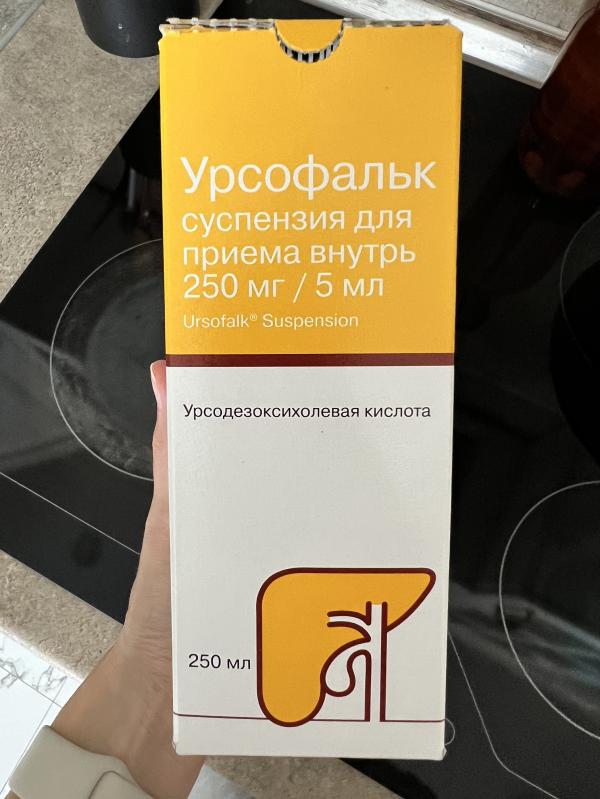 Урсофальк
суспензия для
приема внутрь
250 мг / 5 мл
Ursofalk® Suspension
Урсодезоксихолевая кислота
250 мл